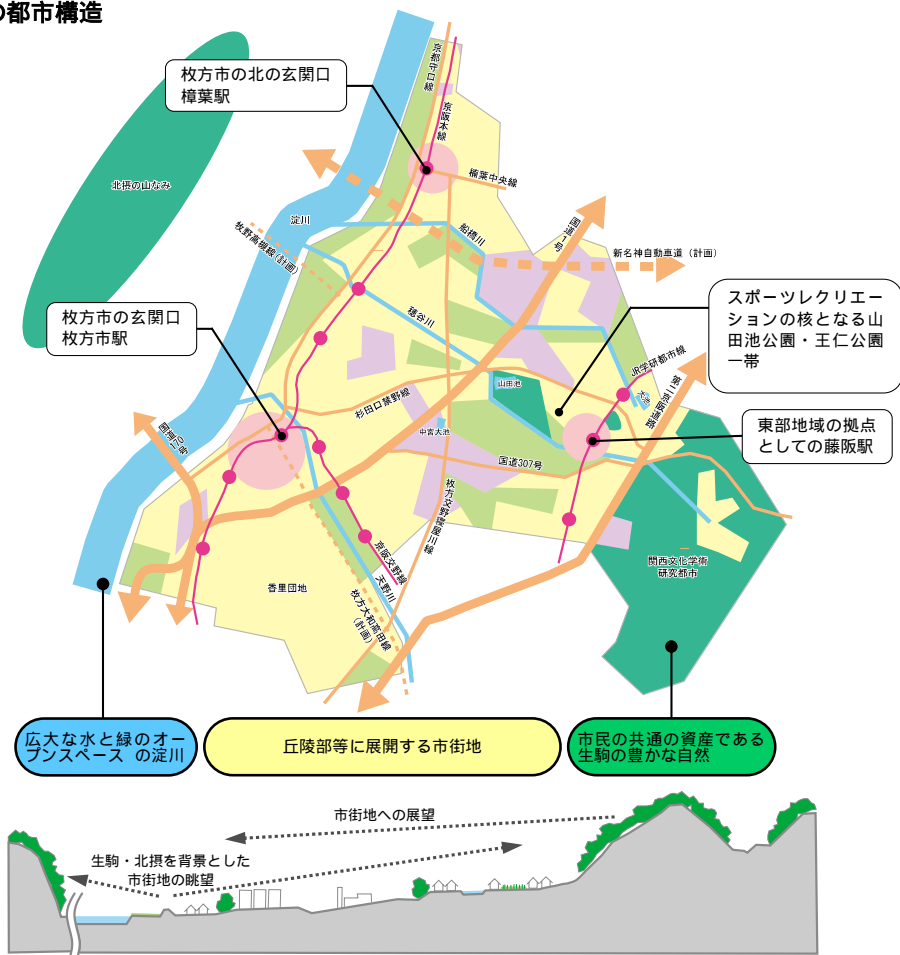 の都市構造
枚方市の北の玄関口
樟葉駅
京都守口線
京阪本線
楠葉中央線
北摂の山なみ
淀川
牧野高槻線(計画)
船橋川
国道1号
新名神自動車道(計画)
枚方市の玄関口
枚方市駅
穂谷川
スポーツレクリエー
ションの核となる山
田池公園・王仁公園
一帯
JR学研都市線
第二京阪道路
山田池
杉田口禁野線
中宮大池
国道170号
国道307号
東部地域の拠点
としての藤阪駅
枚方交野寝屋川線
関西文化学術
研究都市
香里団地
京阪交野線
天野川
枚方大和高田線
(計画)
広大な水と緑のオー
プンスペース の淀川
丘陵部等に展開する市街地
市民の共通の資産である
生駒の豊かな自然
市街地への展望
生駒・北摂を背景とした
市街地の眺望